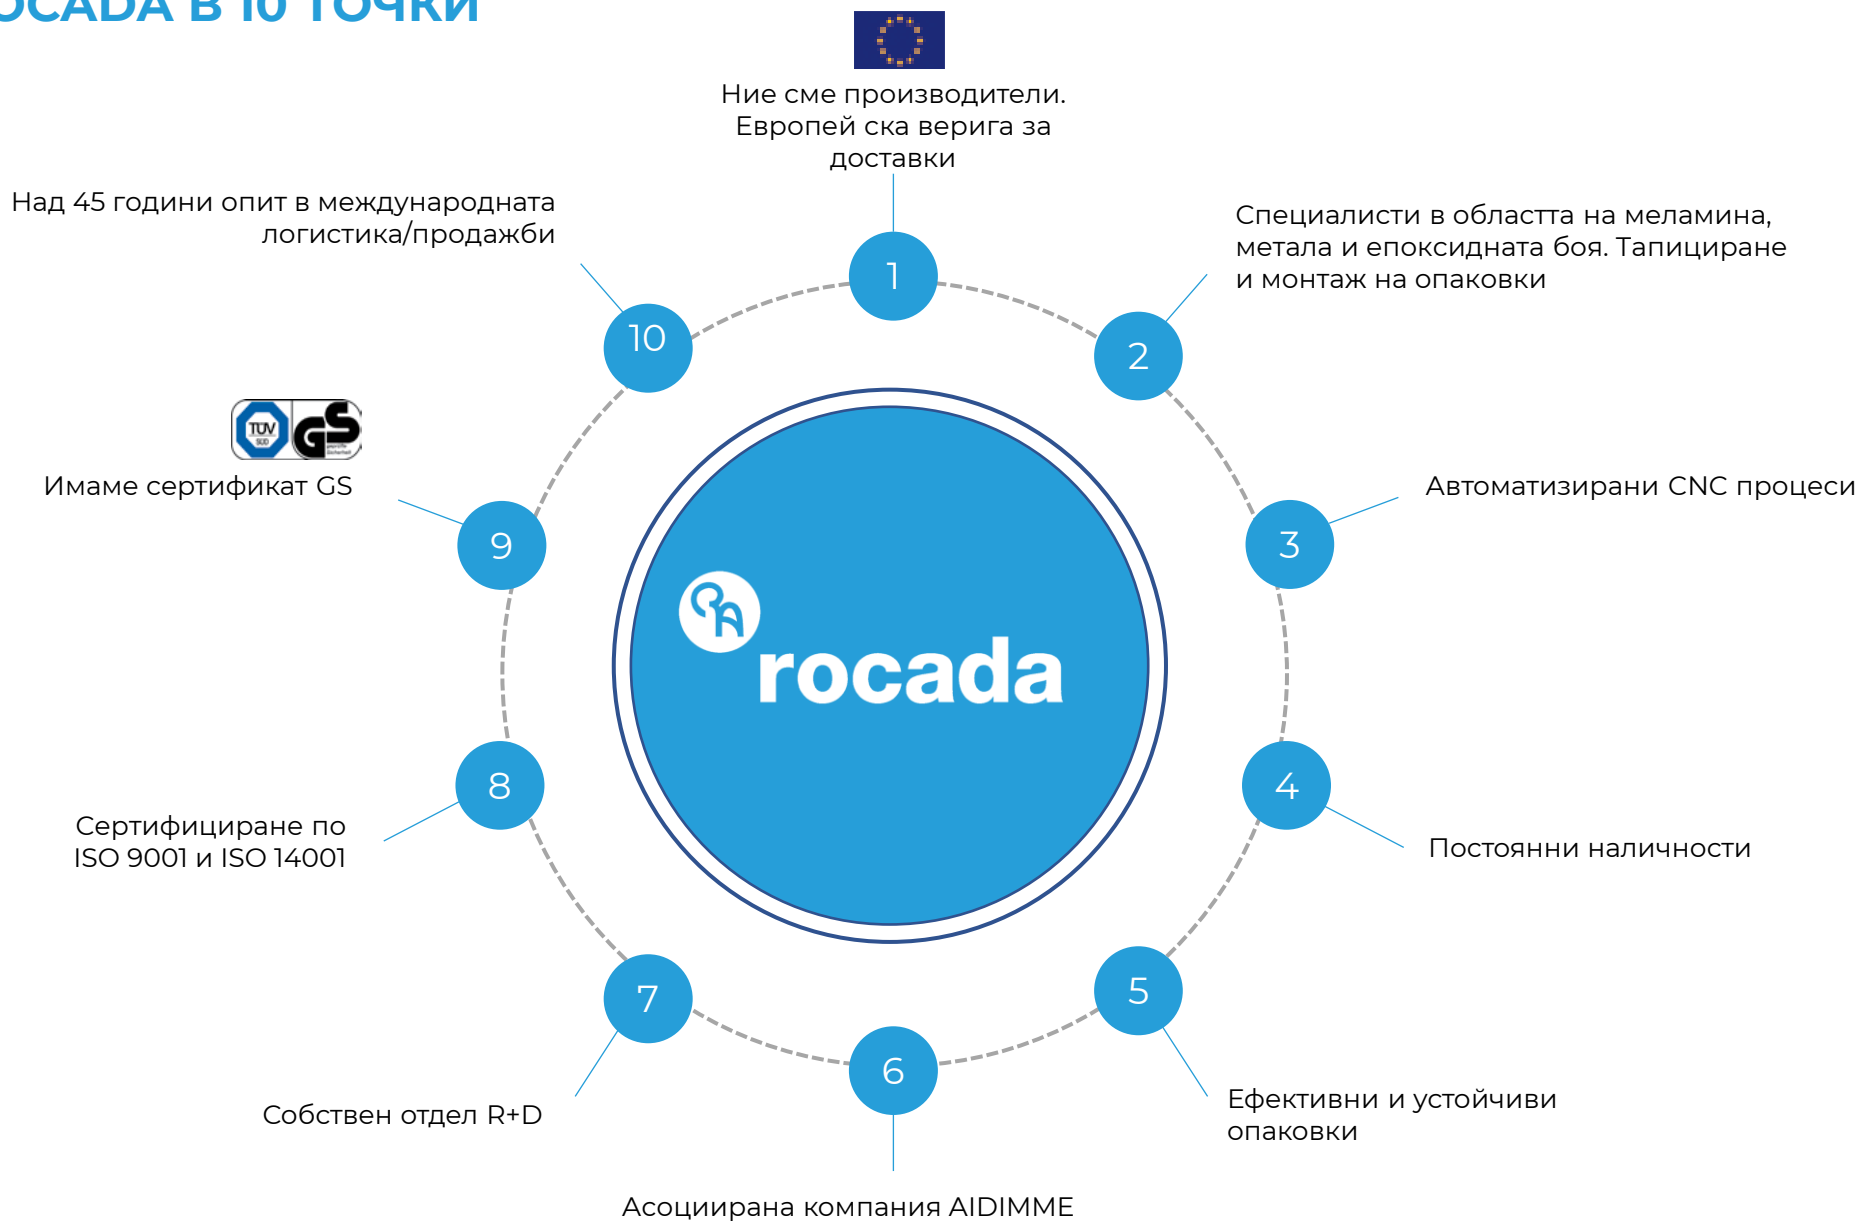 OCADA В 10 ТОЧКИ
Ние сме производители.
Европей ска верига за
доставки
1
Специалисти в областта на меламина,
метала и епоксидната боя. Тапициране
и монтаж на опаковки
2
Автоматизирани CNC процеси
3
Постоянни наличности
4
Ефективни и устойчиви
опаковки
5
Асоциирана компания AIDIMME
6
Собствен отдел R+D
7
Сертифициране по
ISO 9001 и ISO 14001
8
TÜV
SÜD
GS
Имаме сертификат GS
9
Над 45 години опит в международната
логистика/продажби
10
rocada